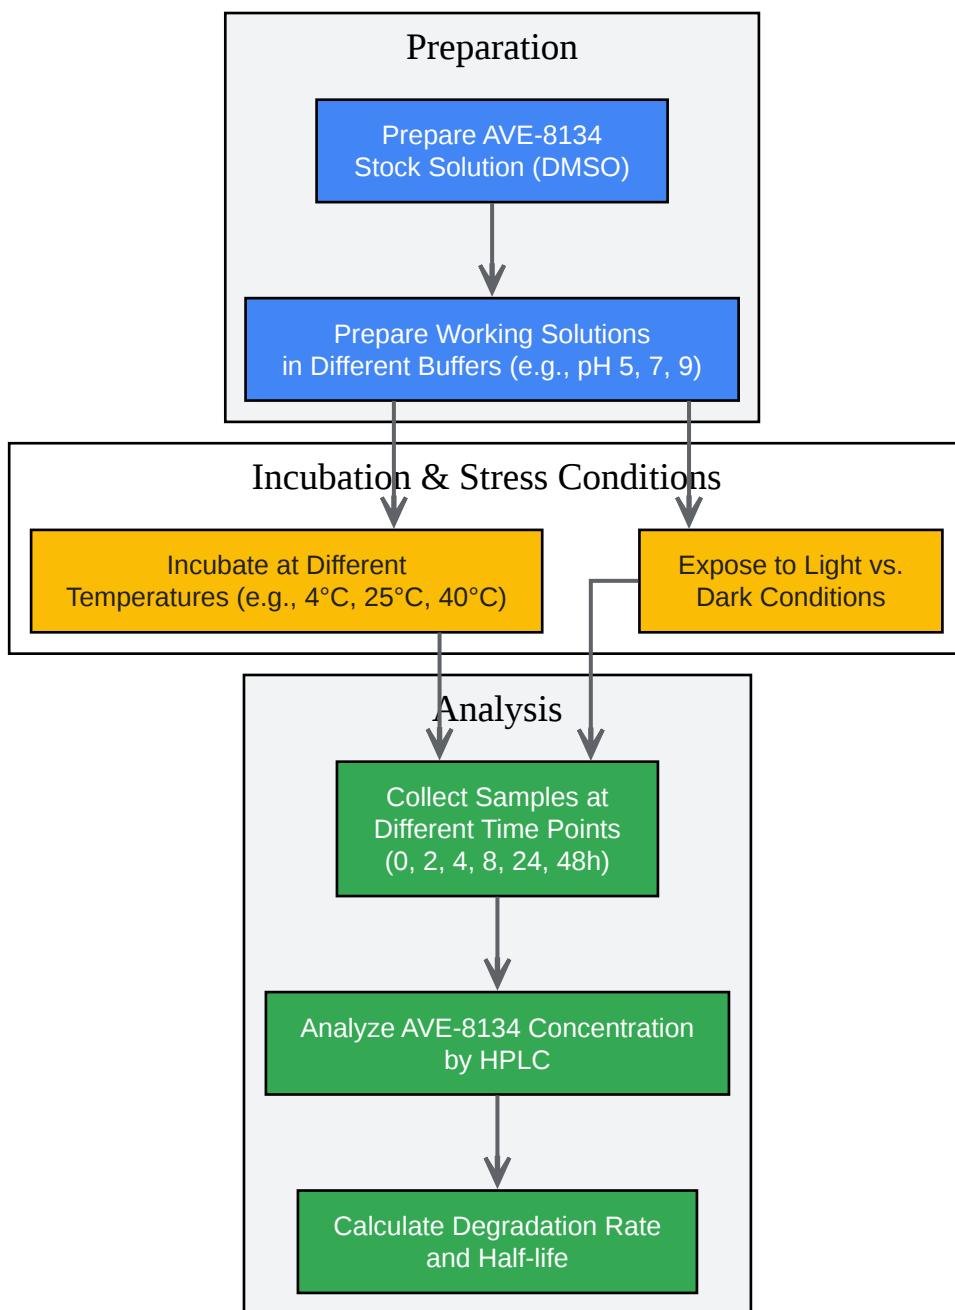 Preparation
Prepare AVE-8134
Stock Solution (DMSO)
Prepare Working Solutions
in Different Buffers (e.g., pH 5, 7, 9)
Incubation & Stress Conditions
Incubate at Different
Temperatures (e.g., 4°C, 25°C, 40°C)
Expose to Light vs.
Dark Conditions
Analysis
Collect Samples at
Different Time Points
(0, 2, 4, 8, 24, 48h)
Analyze AVE-8134 Concentration
by HPLC
Calculate Degradation Rate
and Half-life